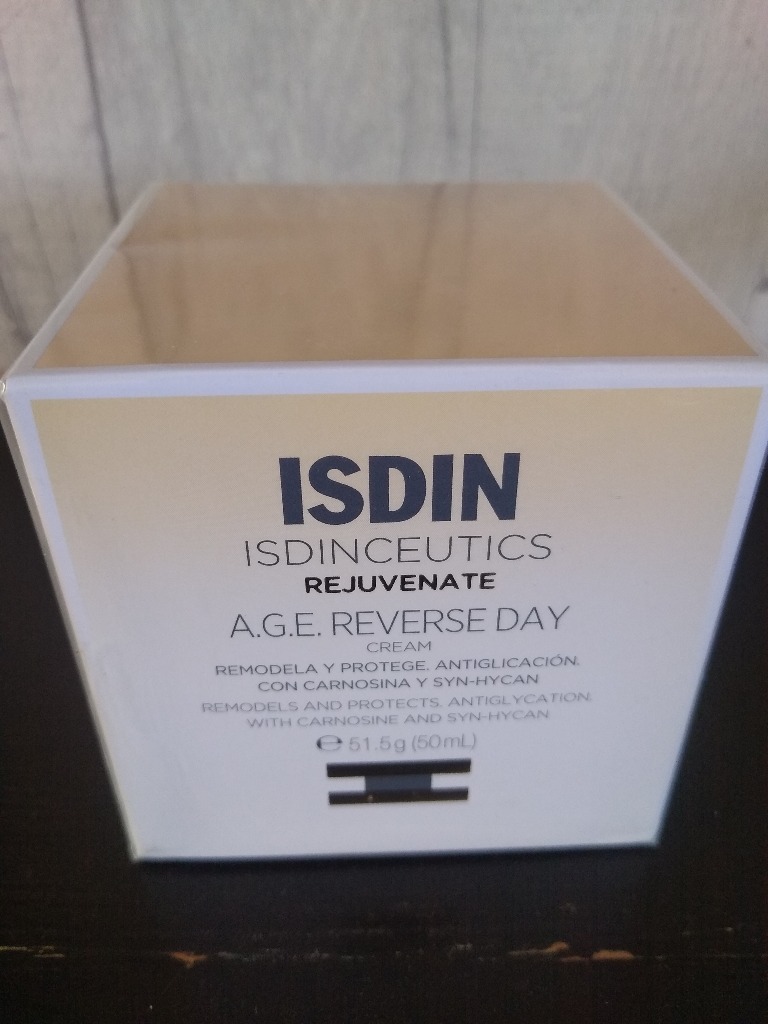 ISDIN
ISDINCEUTICS
REJUVENATE
A.G.E. REVERSE DAY
CREAM
REMODELA Y PROTEGE. ANTIGLICACIÓN.
CON CARNOSINA Y SYN-HYCAN
REMODELS AND PROTECTS. ANTIGLYCATION.
WITH CARNOSINE AND SYN-HYCAN
℮ 51.5g (50mL)